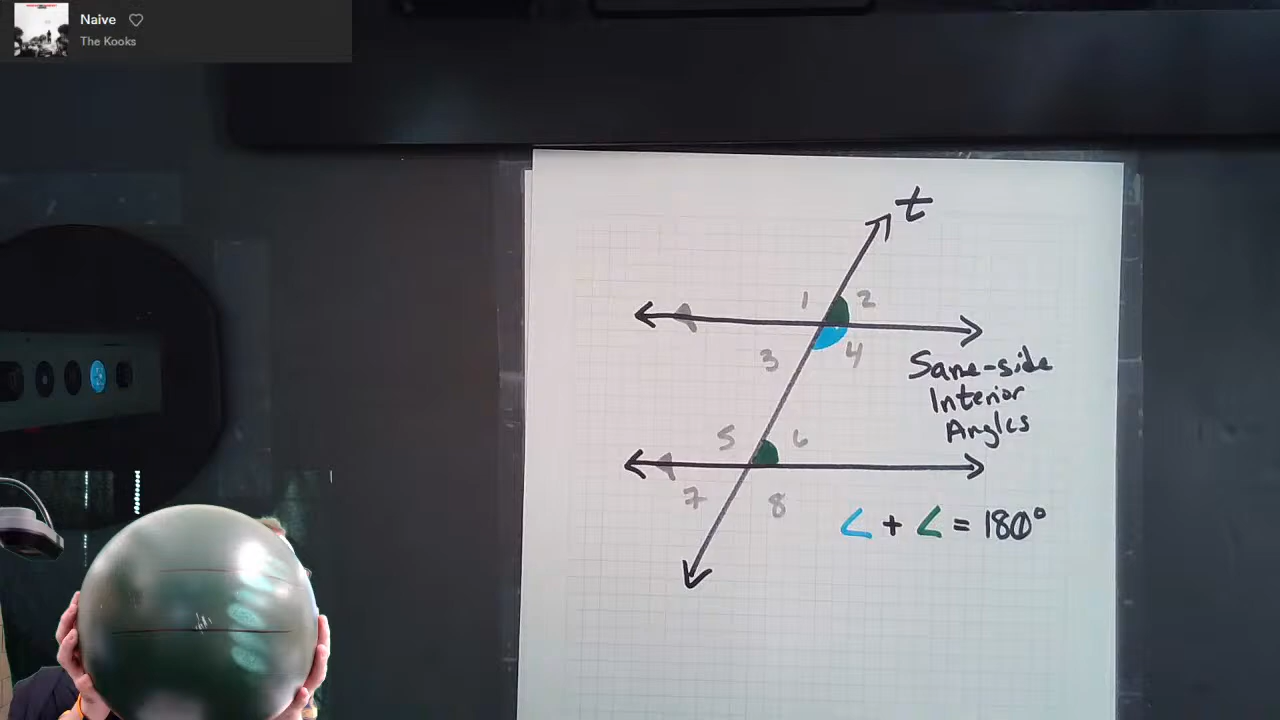 Naive
The Kooks
t
1 2
3 4
Same-side
Interior
Angles
5 6
7 8
∠ + ∠ = 180°